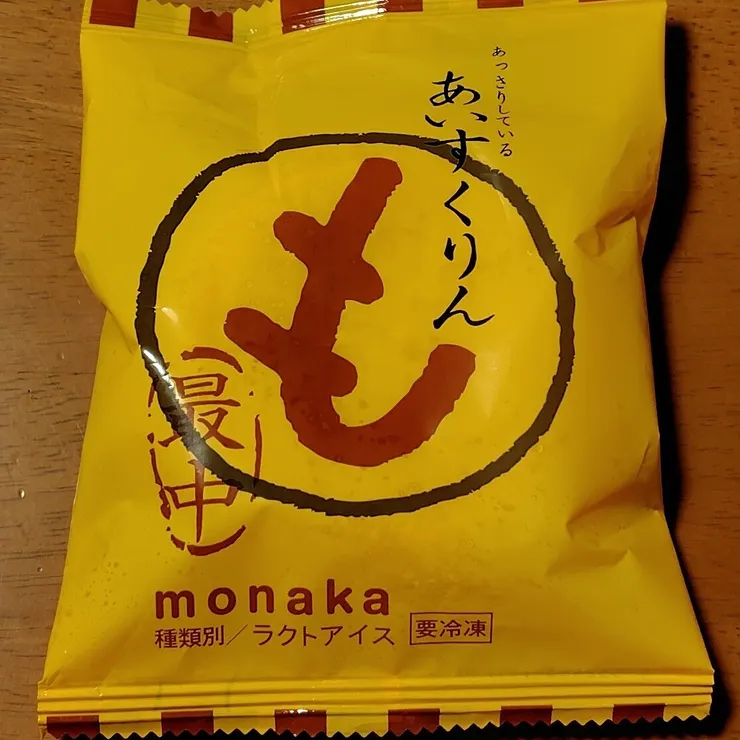 あっさりしている
あいすくりん
も
最中
monaka
種類別/ラクトアイス 要冷凍